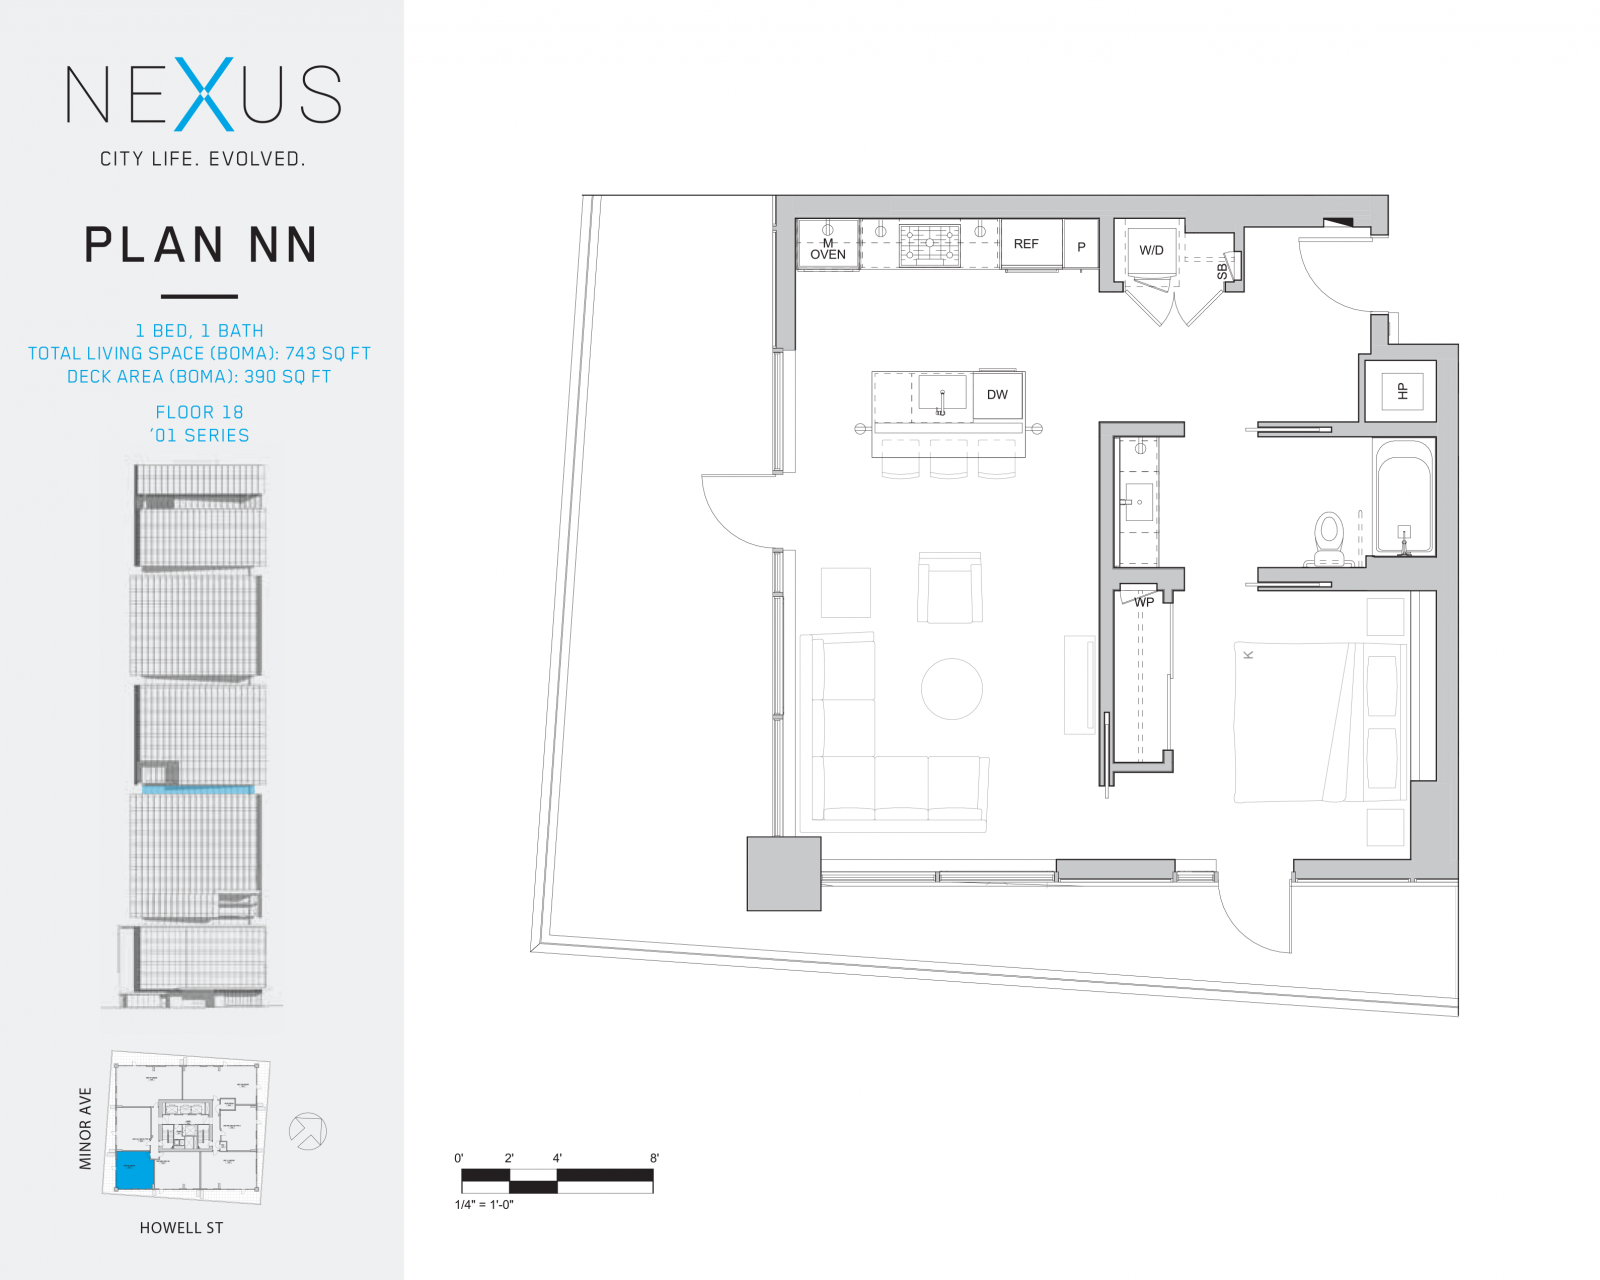 NEXUS
CITY LIFE. EVOLVED.
PLAN NN
1 BED, 1 BATH
TOTAL LIVING SPACE (BOMA): 743 SQ FT
DECK AREA (BOMA): 390 SQ FT
FLOOR 18
'01 SERIES
MINOR AVE
HOWELL ST
M
OVEN
REF
P
W/D
SB
DW
HP
WP
K
0' 2' 4' 8'
1/4" = 1'-0"